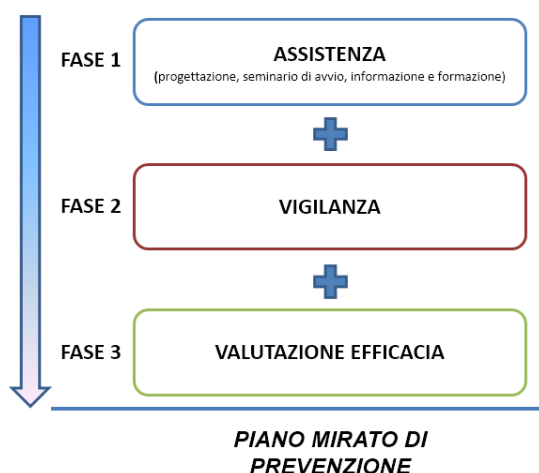 FASE 1
ASSISTENZA
(progettazione, seminario di avvio, informazione e formazione)
FASE 2
VIGILANZA
FASE 3
VALUTAZIONE EFFICACIA
PIANO MIRATO DI
PREVENZIONE